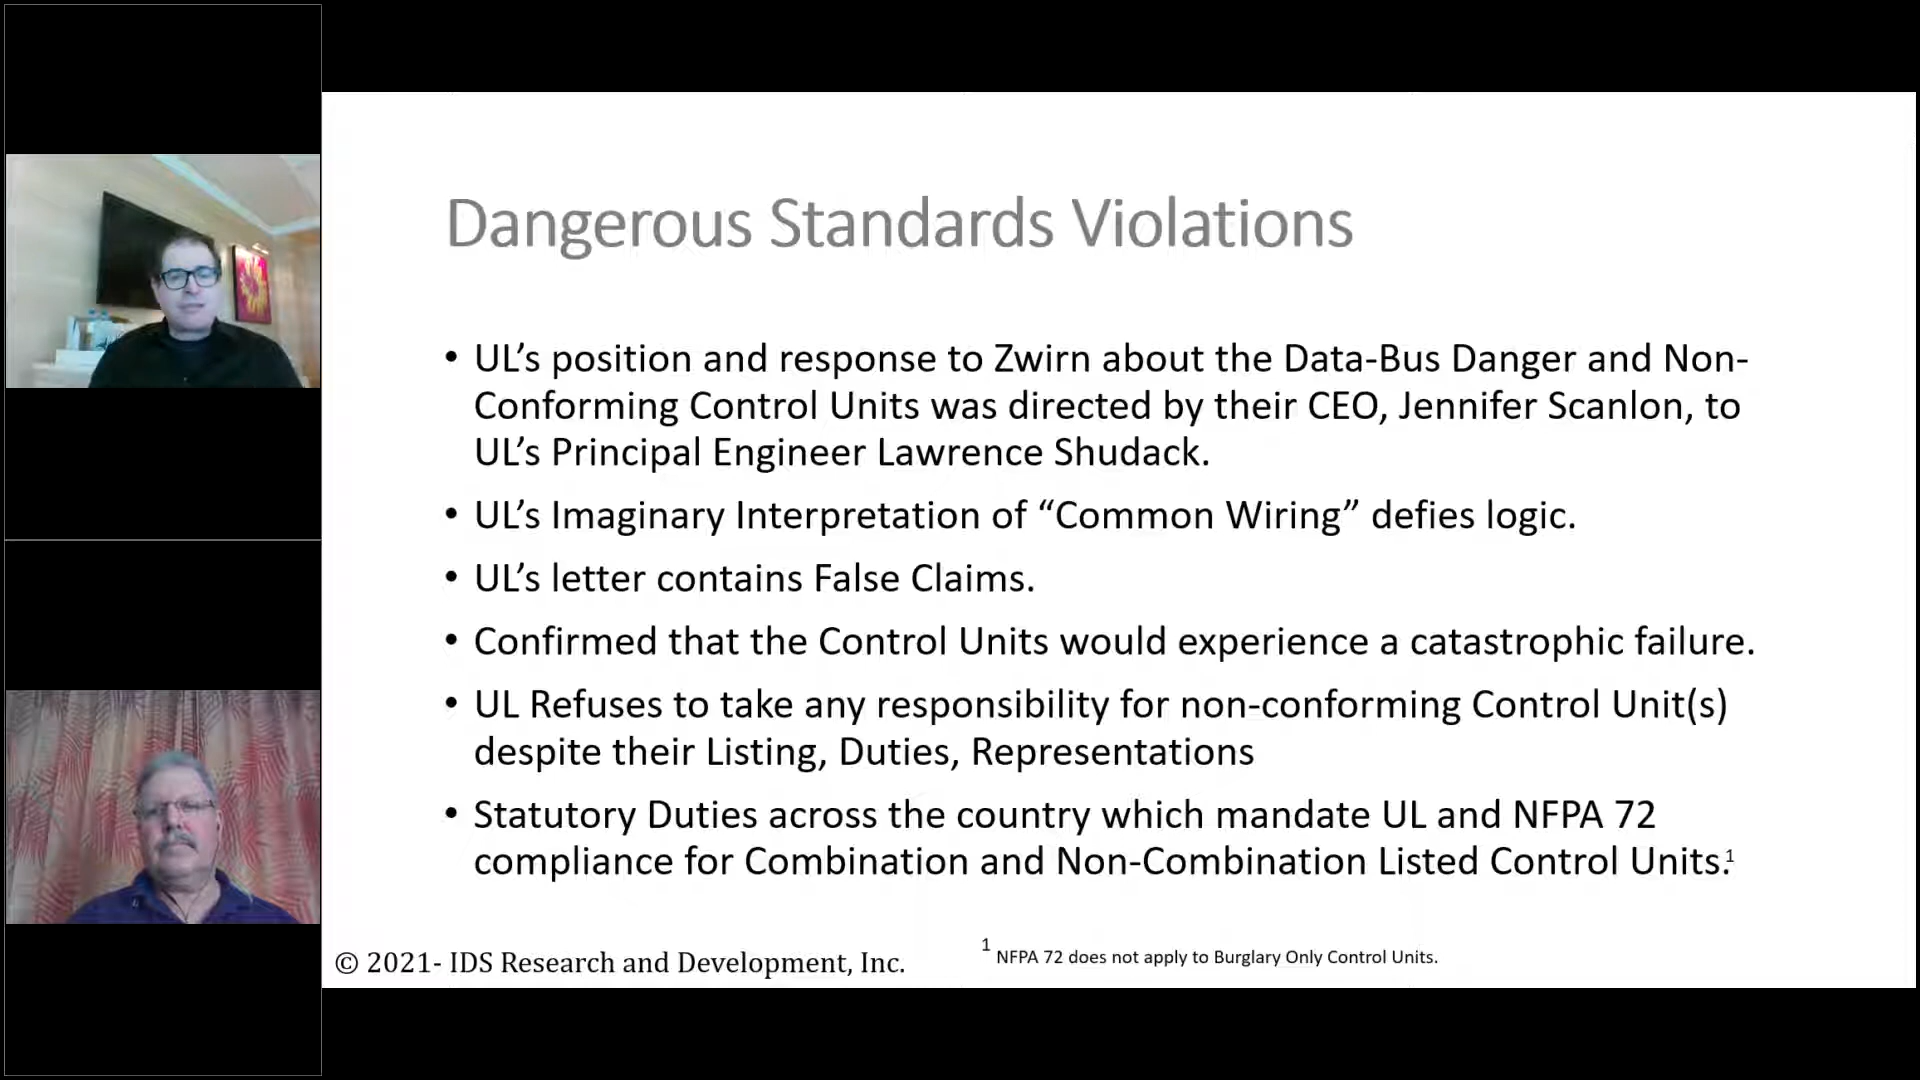 Dangerous Standards Violations
• UL’s position and response to Zwirn about the Data-Bus Danger and Non-
Conforming Control Units was directed by their CEO, Jennifer Scanlon, to
UL’s Principal Engineer Lawrence Shudack.
• UL’s Imaginary Interpretation of “Common Wiring” defies logic.
• UL’s letter contains False Claims.
• Confirmed that the Control Units would experience a catastrophic failure.
• UL Refuses to take any responsibility for non-conforming Control Unit(s)
despite their Listing, Duties, Representations
• Statutory Duties across the country which mandate UL and NFPA 72
compliance for Combination and Non-Combination Listed Control Units.1
© 2021- IDS Research and Development, Inc.
1 NFPA 72 does not apply to Burglary Only Control Units.